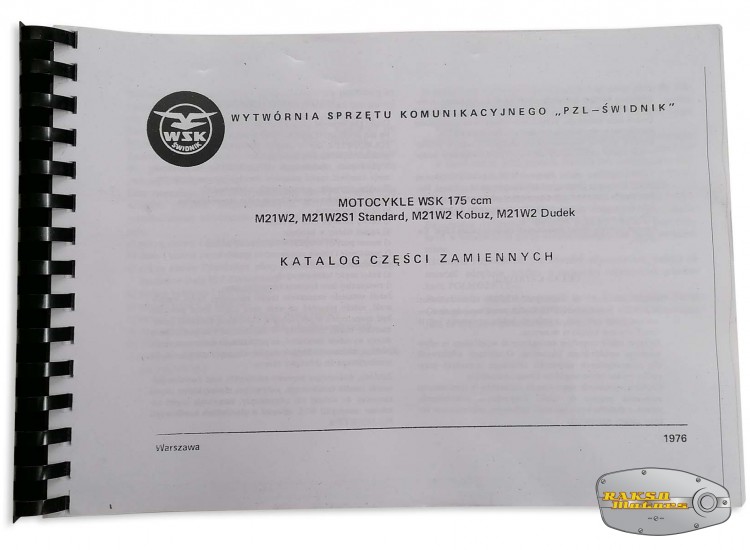 WSK
ŚWIDNIK
WYTWÓRNIA SPRZĘTU KOMUNIKACYJNEGO „PZL—ŚWIDNIK"
MOTOCYKLE WSK 175 ccm
M21W2, M21W2S1 Standard, M21W2 Kobuz, M21W2 Dudek
KATALOG CZĘŚCI ZAMIENNYCH
Warszawa
1976
RAKSO
Motors